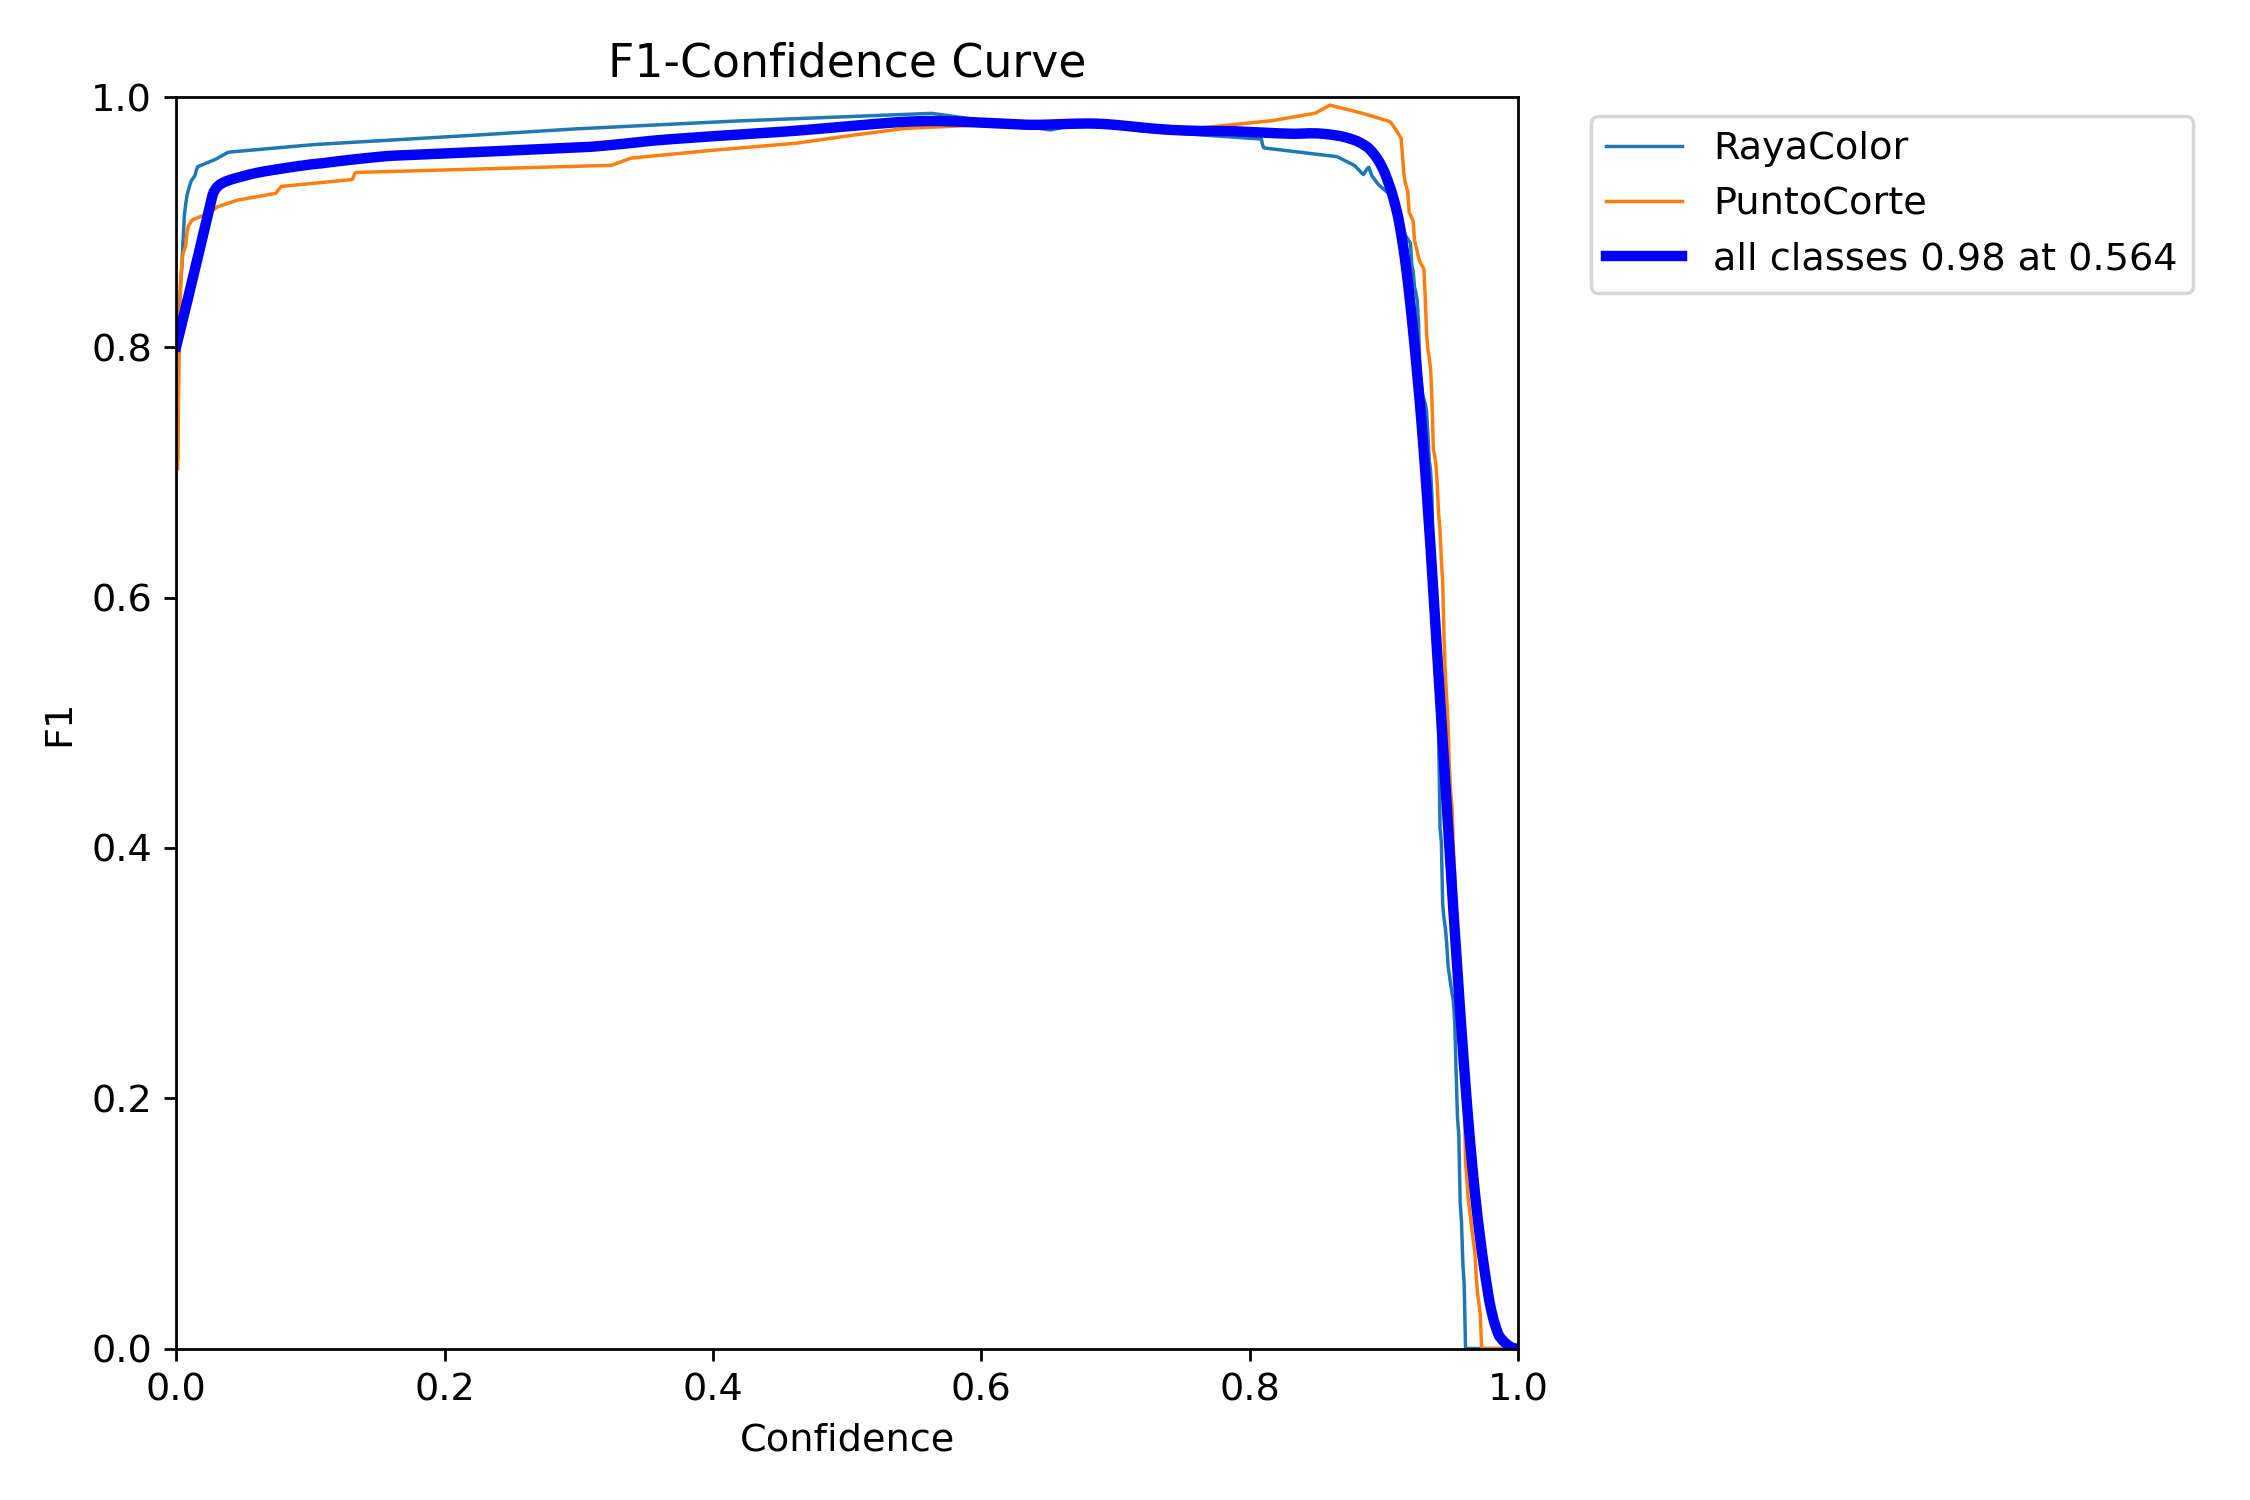 F1-Confidence Curve
1.0
0.8
0.6
0.4
0.2
0.0
F1
0.0 0.2 0.4 0.6 0.8 1.0
Confidence
RayaColor
PuntoCorte
all classes 0.98 at 0.564